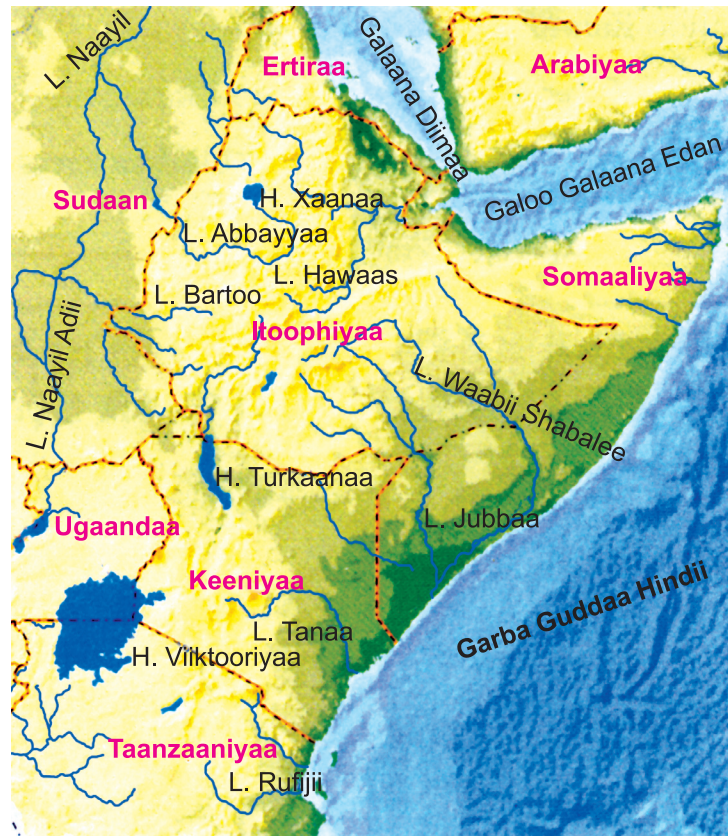 L. Naayil
Ertiraa
Galaana Diimaa
Arabiyaa
Galoo Galaana Edan
Sudaan
H. Xaanaa
L. Abbayyaa
L. Hawaas
Somaaliyaa
L. Bartoo
Itoophiyaa
L. Naayil Adii
L. Waabii Shabalee
H. Turkaanaa
L. Jubbaa
Ugaandaa
Keeniyaa
L. Tanaa
H. Viiktooriyaa
Garba Guddaa Hindii
Taanzaaniyaa
L. Rufijii